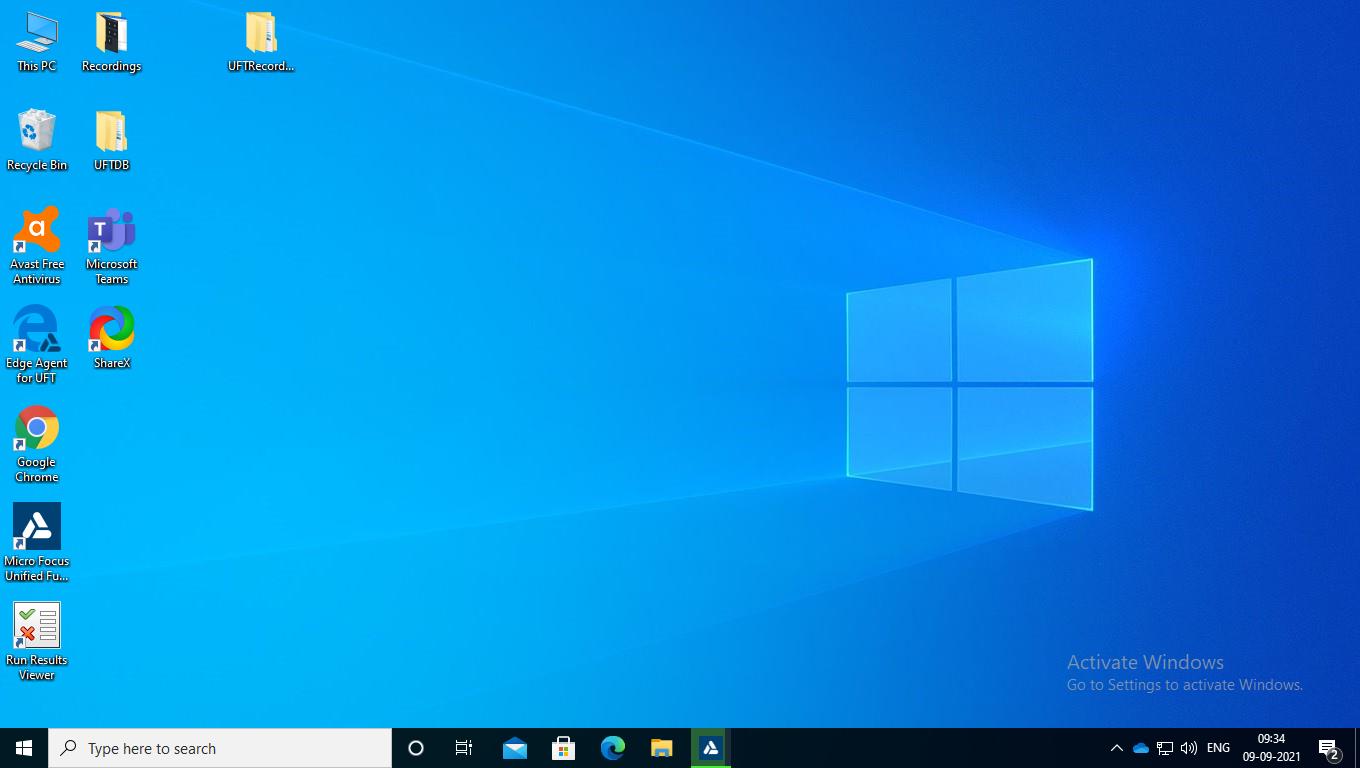 This PC
Recordings
UFTRecord...
Recycle Bin
UFTDB
Avast Free
Antivirus
Microsoft
Teams
Edge Agent
for UFT
ShareX
Google
Chrome
Micro Focus
Unified Fu...
Run Results
Viewer
Activate Windows
Go to Settings to activate Windows.
Type here to search
ENG
09:34
09-09-2021
2